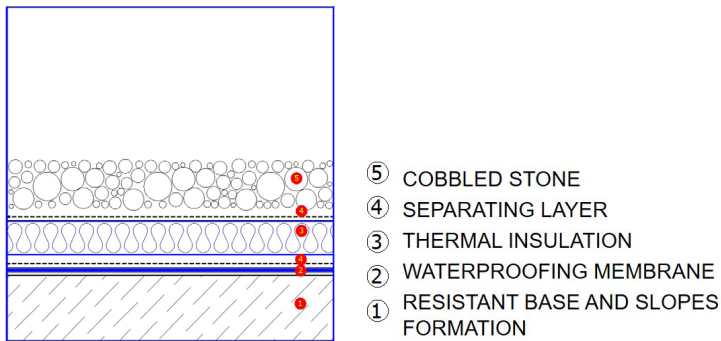 5
4
3
4
2
1
5 COBBLED STONE
4 SEPARATING LAYER
3 THERMAL INSULATION
2 WATERPROOFING MEMBRANE
1 RESISTANT BASE AND SLOPES
FORMATION